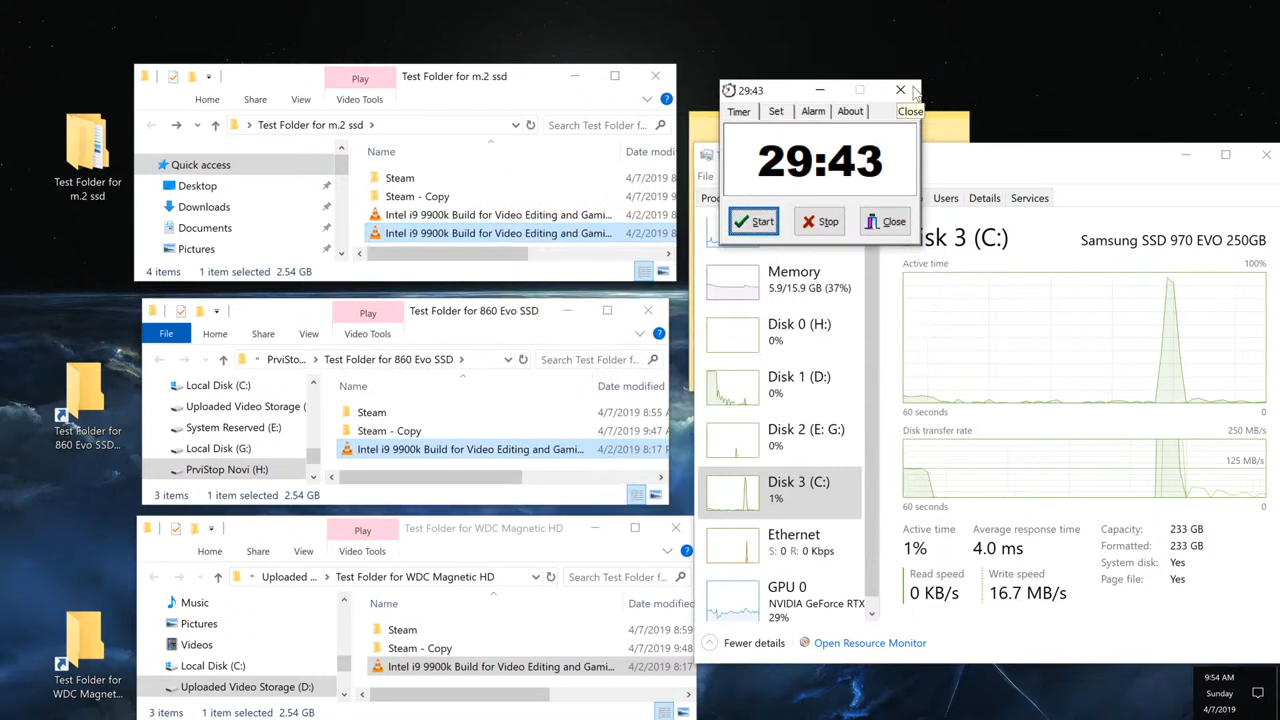 Test Folder for
m.2 ssd
Test Folder for
860 Evo SSD...
Test Folder for
WDC Magnet...
Play
Test Folder for m.2 ssd
Home
Share
View
Video Tools
Test Folder for m.2 ssd
Search Test Folder for m...
Quick access
Desktop
Downloads
Documents
Pictures
Name
Date modi
Steam
4/7/2019 8
Steam - Copy
4/7/2019 9
Intel i9 9900k Build for Video Editing and Gami...
4/2/2019 8
Intel i9 9900k Build for Video Editing and Gami...
4/2/2019 8
4 items
1 item selected 2.54 GB
Play
Test Folder for 860 Evo SSD
File
Home
Share
View
Video Tools
PrviSto...
Test Folder for 860 Evo SSD
Search Test Folder for...
Local Disk (C:)
Uploaded Video Storage (
System Reserved (E:)
Local Disk (G:)
PrviStop Novi (H:)
Name
Date modified
Steam
4/7/2019 8:55 A
Steam - Copy
4/7/2019 9:47 A
Intel i9 9900k Build for Video Editing and Gami...
4/2/2019 8:17 P
3 items
1 item selected 2.54 GB
Play
Test Folder for WDC Magnetic HD
Home
Share
View
Video Tools
Uploaded ...
Test Folder for WDC Magnetic HD
Search Test Folder f...
Music
Pictures
Videos
Local Disk (C:)
Uploaded Video Storage (D:)
Name
Date modified
Steam
4/7/2019 8:59
Steam - Copy
4/7/2019 9:48
Intel i9 9900k Build for Video Editing and Gami...
4/2/2019 8:17
3 items
1 item selected 2.54 GB
29:43
Timer
Set
Alarm
About
Close
29:43
Start
Stop
Close
File
Users
Details
Services
Memory
5.9/15.9 GB (37%)
Disk 0 (H:)
0%
Disk 1 (D:)
0%
Disk 2 (E: G:)
0%
Disk 3 (C:)
1%
Ethernet
S: 0 R: 0 Kbps
GPU 0
NVIDIA GeForce RTX
29%
isk 3 (C:)
Samsung SSD 970 EVO 250GB
Active time
100%
60 seconds
0
Disk transfer rate
250 MB/s
125 MB/s
60 seconds
0
Active time
1%
Average response time
4.0 ms
Read speed
0 KB/s
Write speed
16.7 MB/s
Capacity:
233 GB
Formatted:
233 GB
System disk:
Yes
Page file:
Yes
Fewer details
Open Resource Monitor
9:54 AM
Sunday
4/7/2019